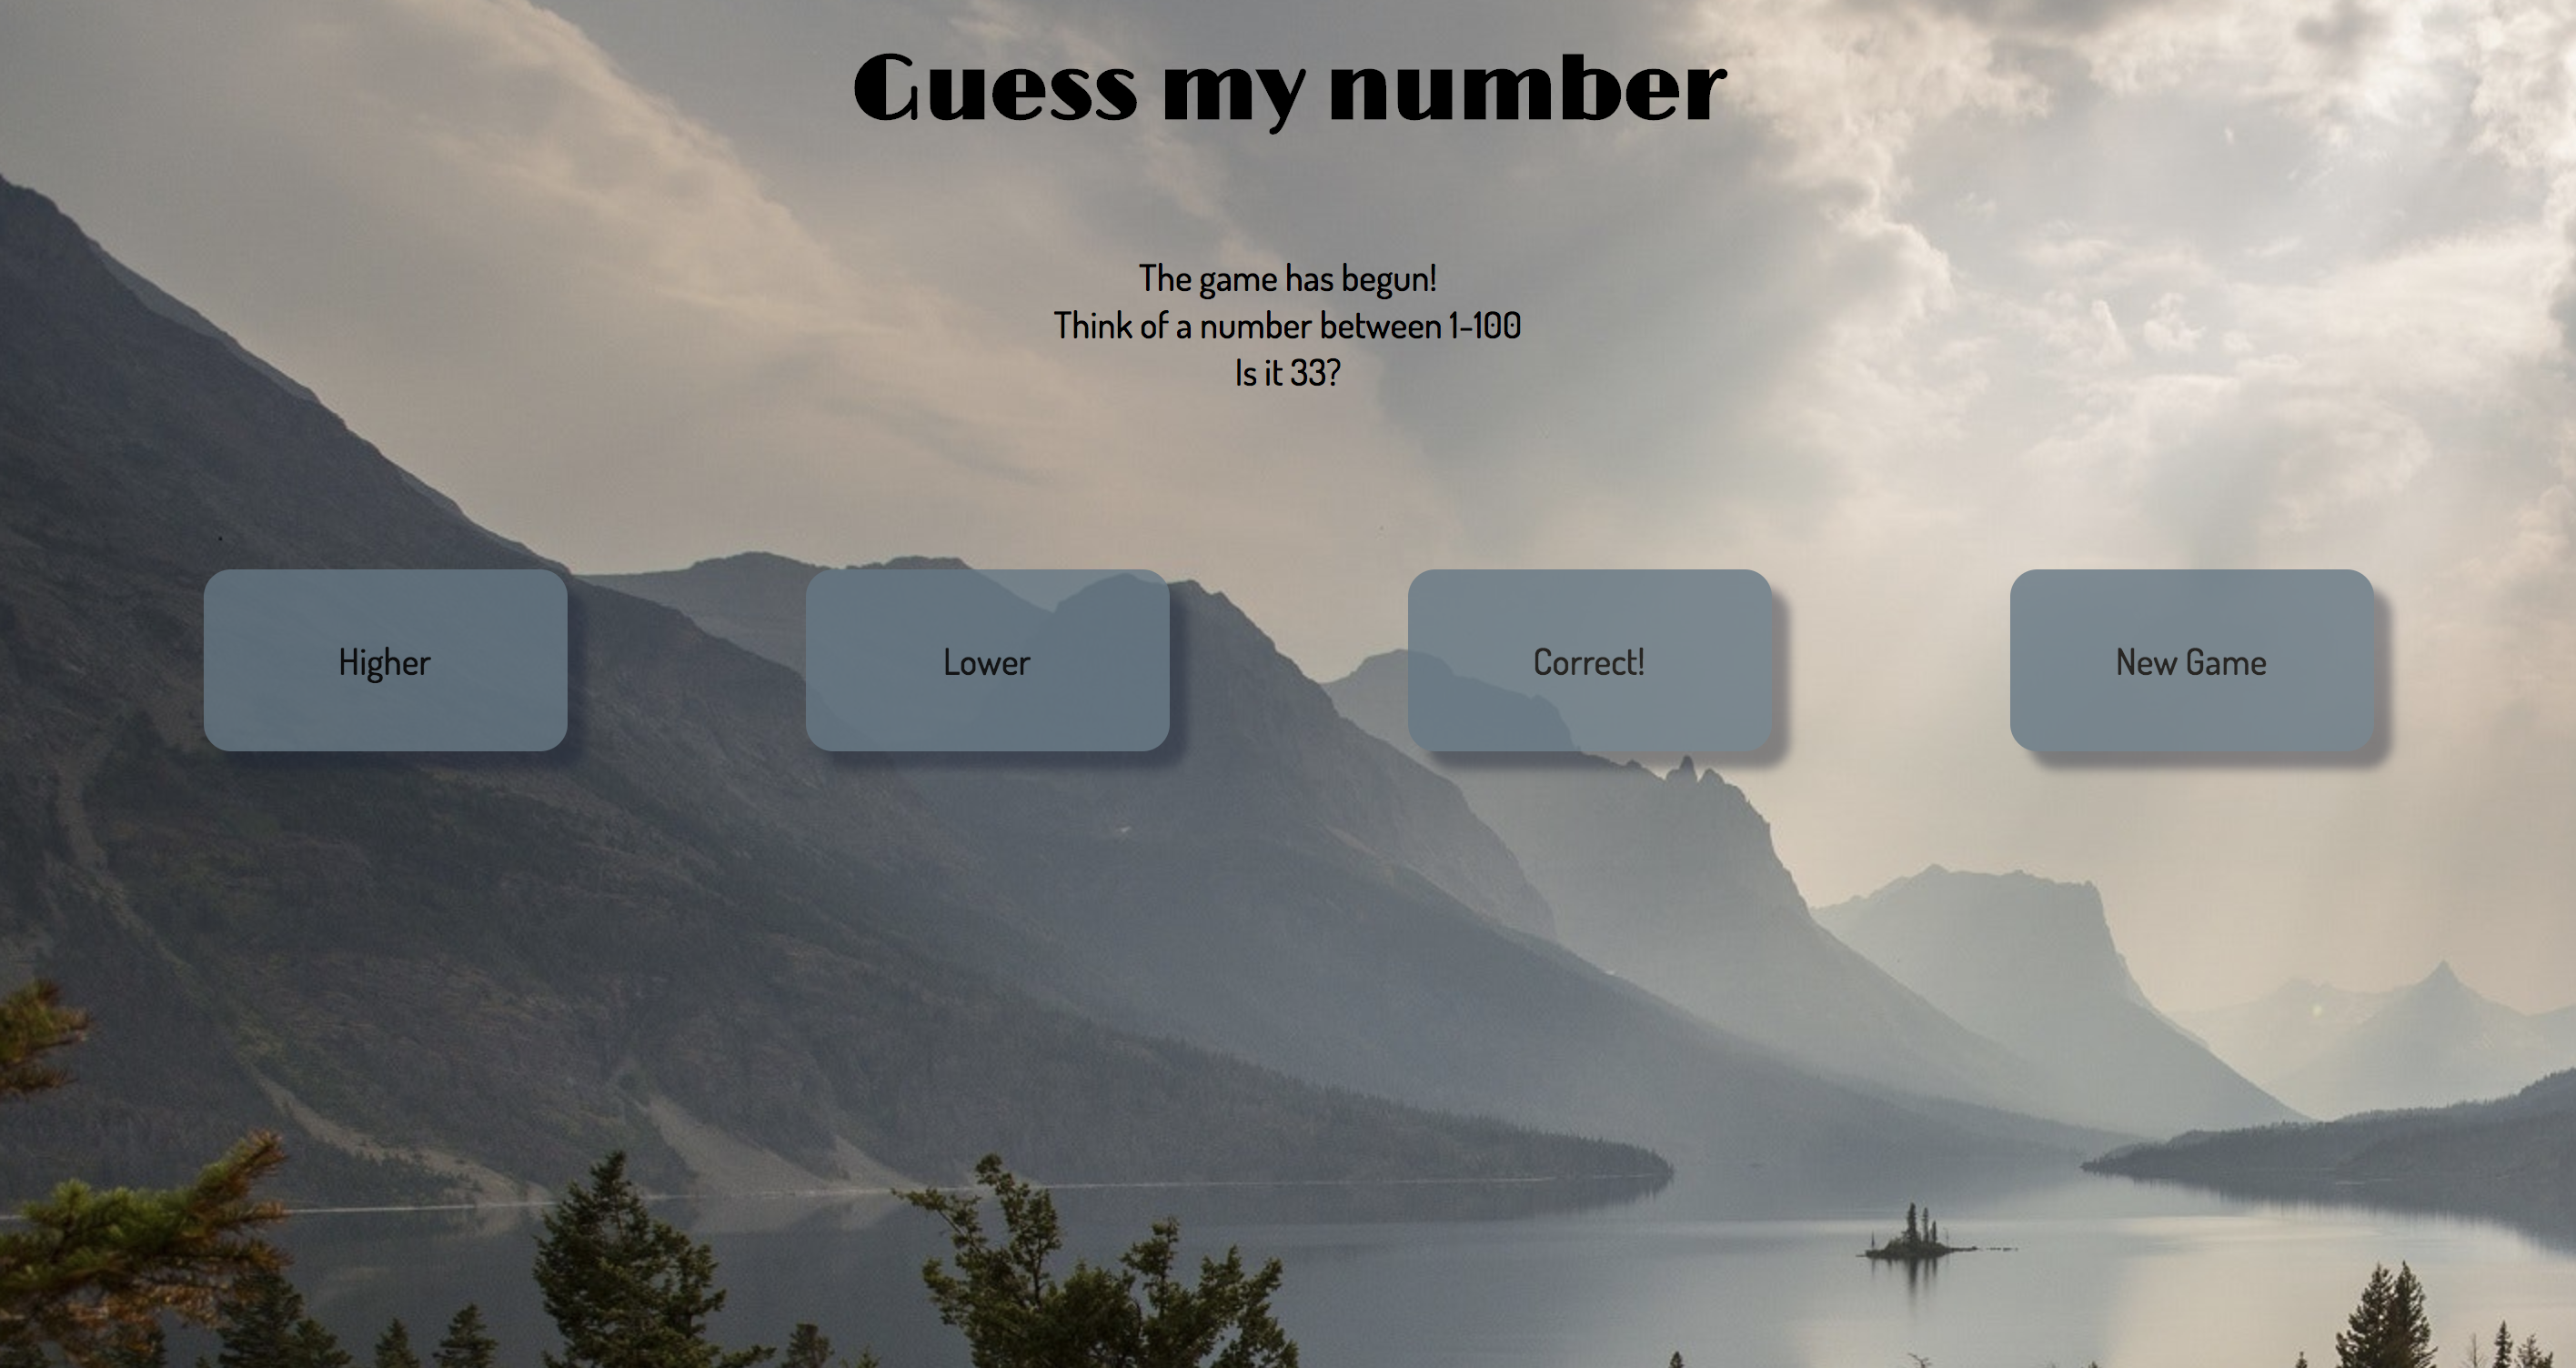 Guess my number
The game has begun!
Think of a number between 1-100
Is it 33?
Higher
Lower
Correct!
New Game